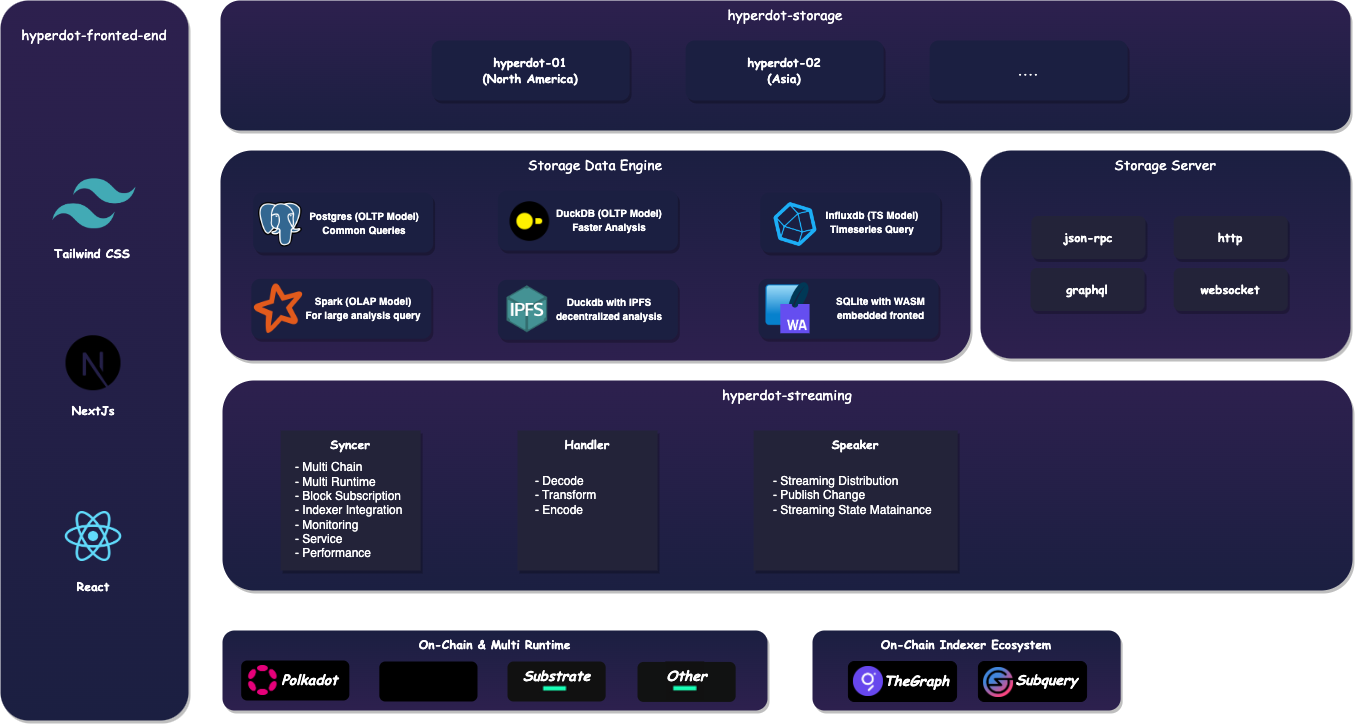 hyperdot-fronted-end
Tailwind CSS
NextJs
React
hyperdot-storage
hyperdot-01
(North America)
hyperdot-02
(Asia)
....
Storage Data Engine
Postgres (OLTP Model)
Common Queries
DuckDB (OLTP Model)
Faster Analysis
Influxdb (TS Model)
Timeseries Query
Spark (OLAP Model)
For large analysis query
IPFS
Duckdb with IPFS
decentralized analysis
WA
SQLite with WASM
embedded fronted
Storage Server
json-rpc
http
graphql
websocket
hyperdot-streaming
Syncer
- Multi Chain
- Multi Runtime
- Block Subscription
- Indexer Integration
- Monitoring
- Service
- Performance
Handler
- Decode
- Transform
- Encode
Speaker
- Streaming Distribution
- Publish Change
- Streaming State Matainance
On-Chain & Multi Runtime
Polkadot
Substrate
Other
On-Chain Indexer Ecosystem
TheGraph
Subquery